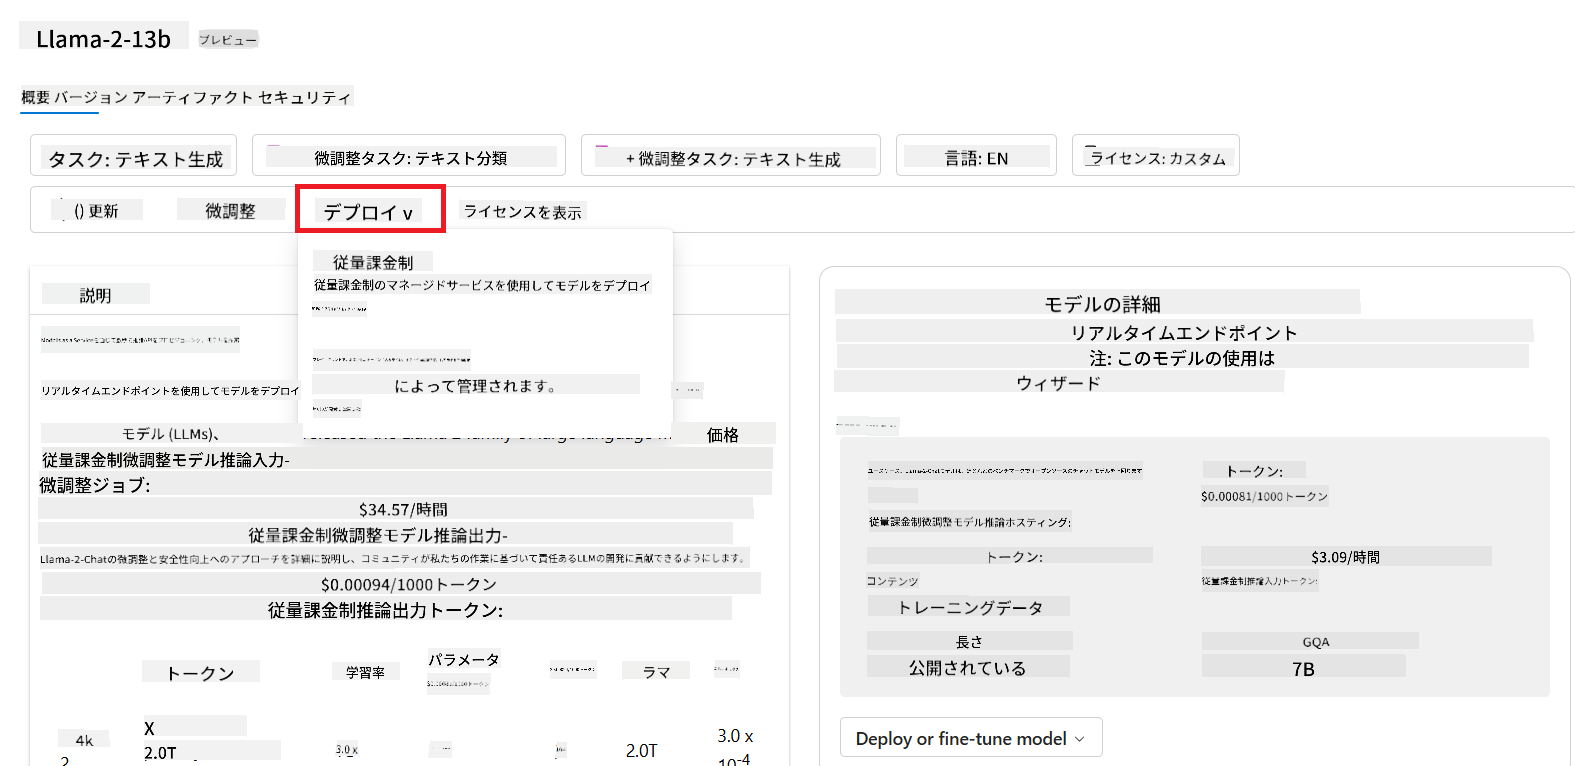 Llama-2-13b
プレビュー
概要 バージョン アーティファクト セキュリティ
タスク: テキスト生成
微調整タスク: テキスト分類
+ 微調整タスク: テキスト生成
言語: EN
ライセンス: カスタム
() 更新
微調整
デプロイ ∨
ライセンスを表示
従量課金制
従量課金制のマネージドサービスを使用してモデルをデプロイ
によって管理されます。
説明
リアルタイムエンドポイントを使用してモデルをデプロイ
モデル (LLMs)、
価格
従量課金制微調整モデル推論入力-
微調整ジョブ:
$34.57/時間
従量課金制微調整モデル推論出力-
Llama-2-Chatの微調整と安全性向上へのアプローチを詳細に説明し、コミュニティが私たちの作業に基づいて責任あるLLMの開発に貢献できるようにします。
$0.00094/1000トークン
従量課金制推論出力トークン:
トークン
学習率
パラメータ
ラマ
4k
2
X
2.0T
3.0 x
2.0T
3.0 x
10-4
モデルの詳細
リアルタイムエンドポイント
注: このモデルの使用は
ウィザード
トークン:
$0.00081/1000トークン
従量課金制微調整モデル推論ホスティング:
トークン:
$3.09/時間
コンテンツ
従量課金制推論入力トークン:
トレーニングデータ
長さ
GQA
公開されている
7B
Deploy or fine-tune model